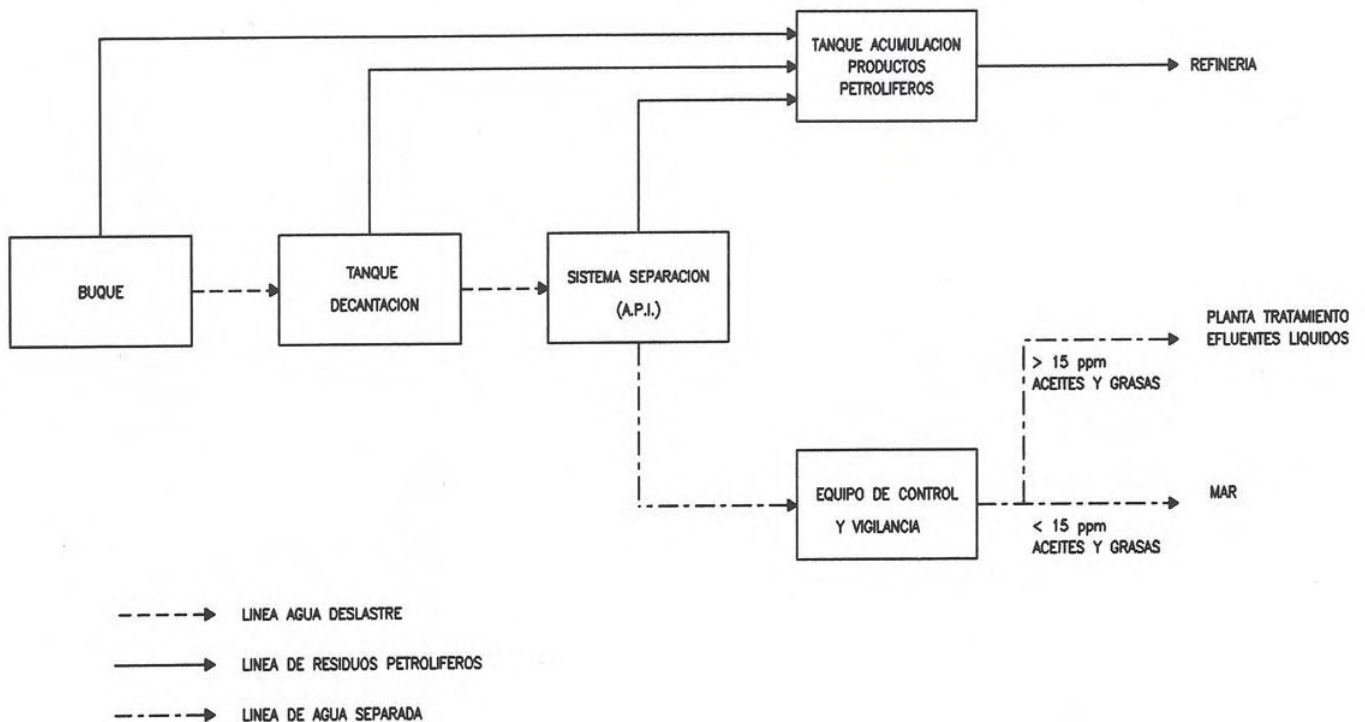 TANQUE ACUMULACION
PRODUCTOS
PETROLIFEROS
REFINERIA
BUQUE
TANQUE
DECANTACION
SISTEMA SEPARACION
(A.P.I.)
PLANTA TRATAMIENTO
EFLUENTES LIQUIDOS
> 15 ppm
ACEITES Y GRASAS
EQUIPO DE CONTROL
Y VIGILANCIA
MAR
< 15 ppm
ACEITES Y GRASAS
LINEA AGUA DESLASTRE
LINEA DE RESIDUOS PETROLIFEROS
LINEA DE AGUA SEPARADA